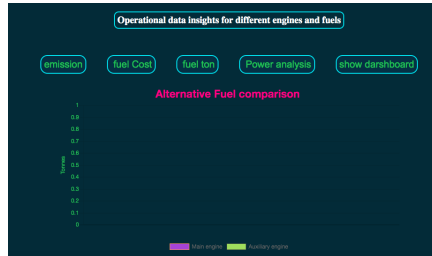 Operational data insights for different engines and fuels
emission fuel Cost fuel ton Power analysis show darshboard
Alternative Fuel comparison
1
0.9
0.8
0.7
0.6
0.5
0.4
0.3
0.2
0.1
0
Tonnes
Main engine Auxiliary engine